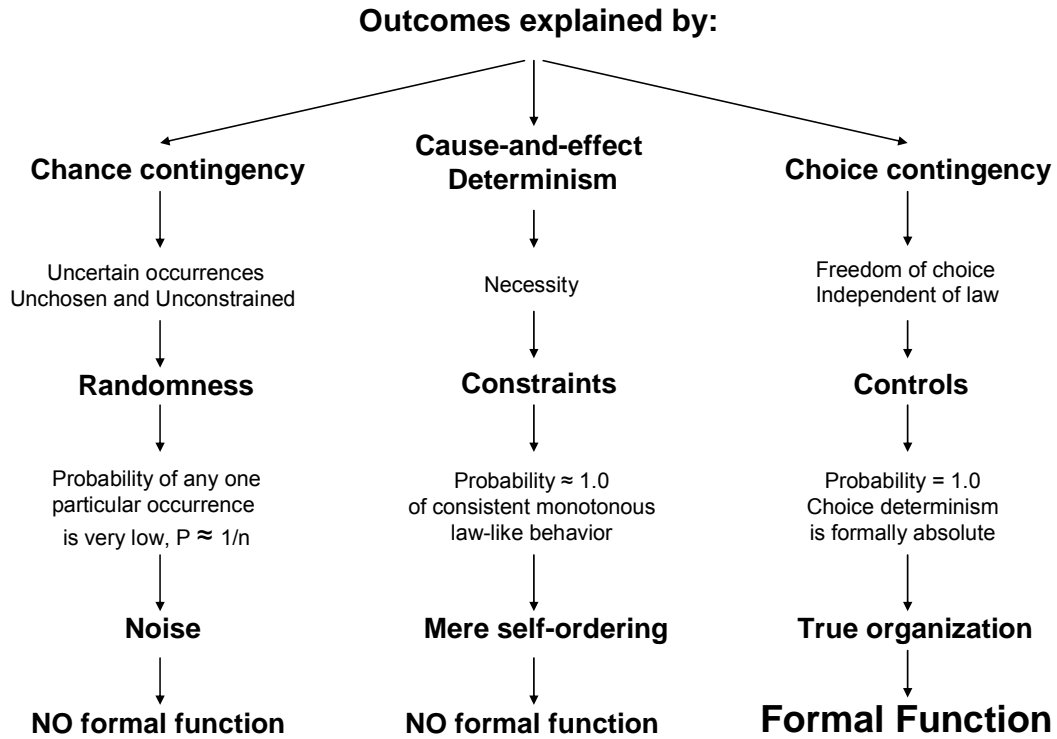 Outcomes explained by:
Chance contingency
Uncertain occurrences
Unchosen and Unconstrained
Randomness
Probability of any one
particular occurrence
is very low, P ≈ 1/n
Noise
NO formal function
Cause-and-effect
Determinism
Necessity
Constraints
Probability ≈ 1.0
of consistent monotonous
law-like behavior
Mere self-ordering
NO formal function
Choice contingency
Freedom of choice
Independent of law
Controls
Probability = 1.0
Choice determinism
is formally absolute
True organization
Formal Function